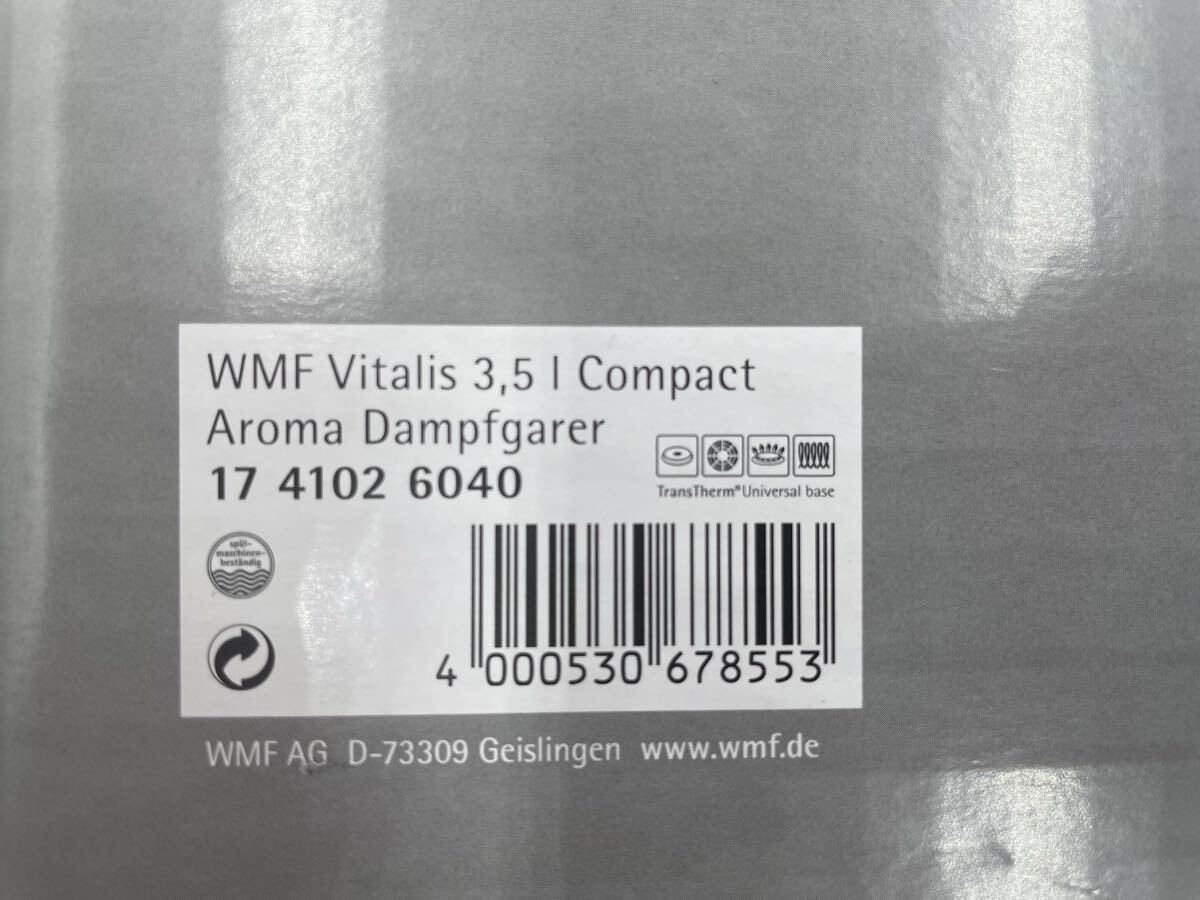 WMF Vitalis 3,5 l Compact
Aroma Dampfgarer
17 4102 6040
TransTherm® Universal base
spül-
maschinen-
beständig
4 000530 678553
WMF AG D-73309 Geislingen www.wmf.de